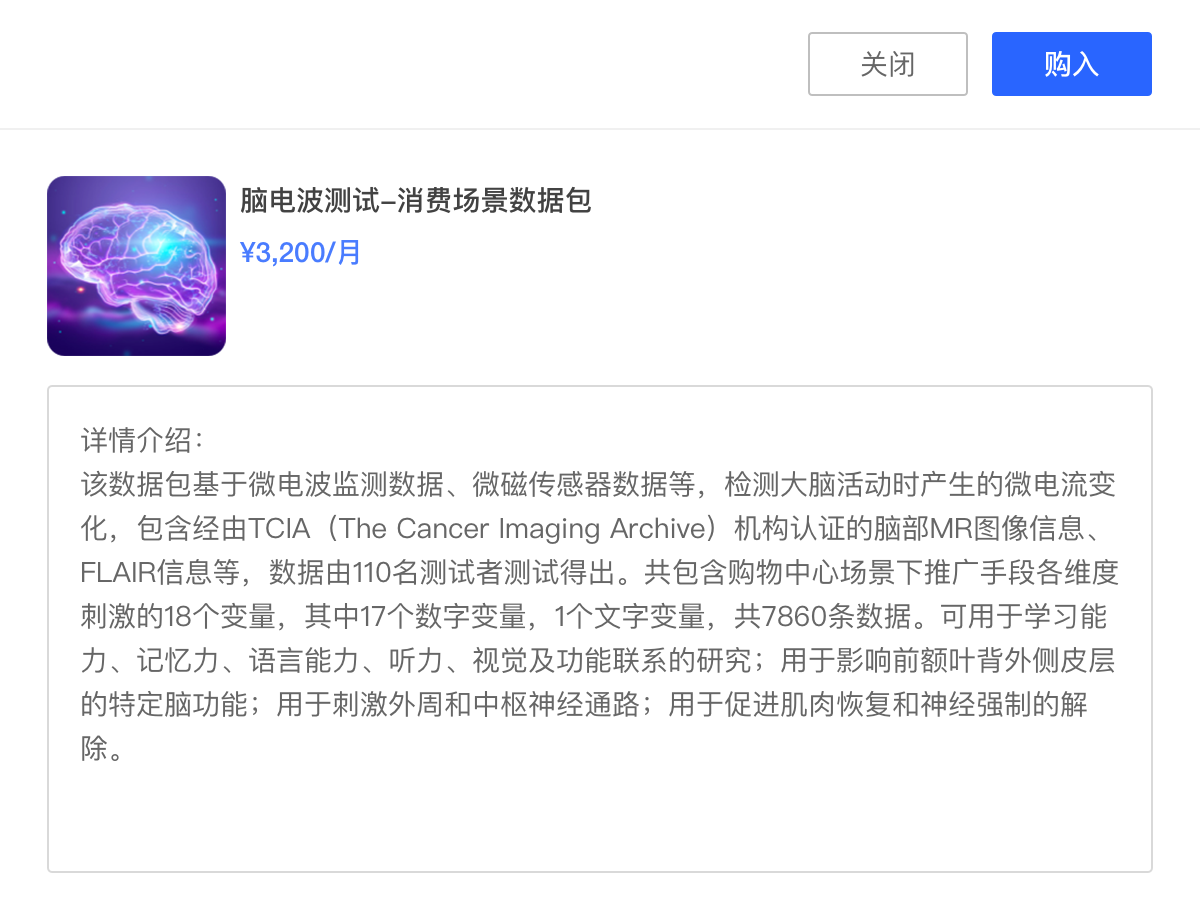 关闭
购入
脑电波测试-消费场景数据包
¥3,200/月
详情介绍：
该数据包基于微电波监测数据、微磁传感器数据等，检测大脑活动时产生的微电流变
化，包含经由TCIA（The Cancer Imaging Archive）机构认证的脑部MR图像信息、
FLAIR信息等，数据由110名测试者测试得出。共包含购物中心场景下推广手段各维度
刺激的18个变量，其中17个数字变量，1个文字变量，共7860条数据。可用于学习能
力、记忆力、语言能力、听力、视觉及功能联系的研究；用于影响前额叶背外侧皮层
的特定脑功能；用于刺激外周和中枢神经通路；用于促进肌肉恢复和神经强制的解
除。